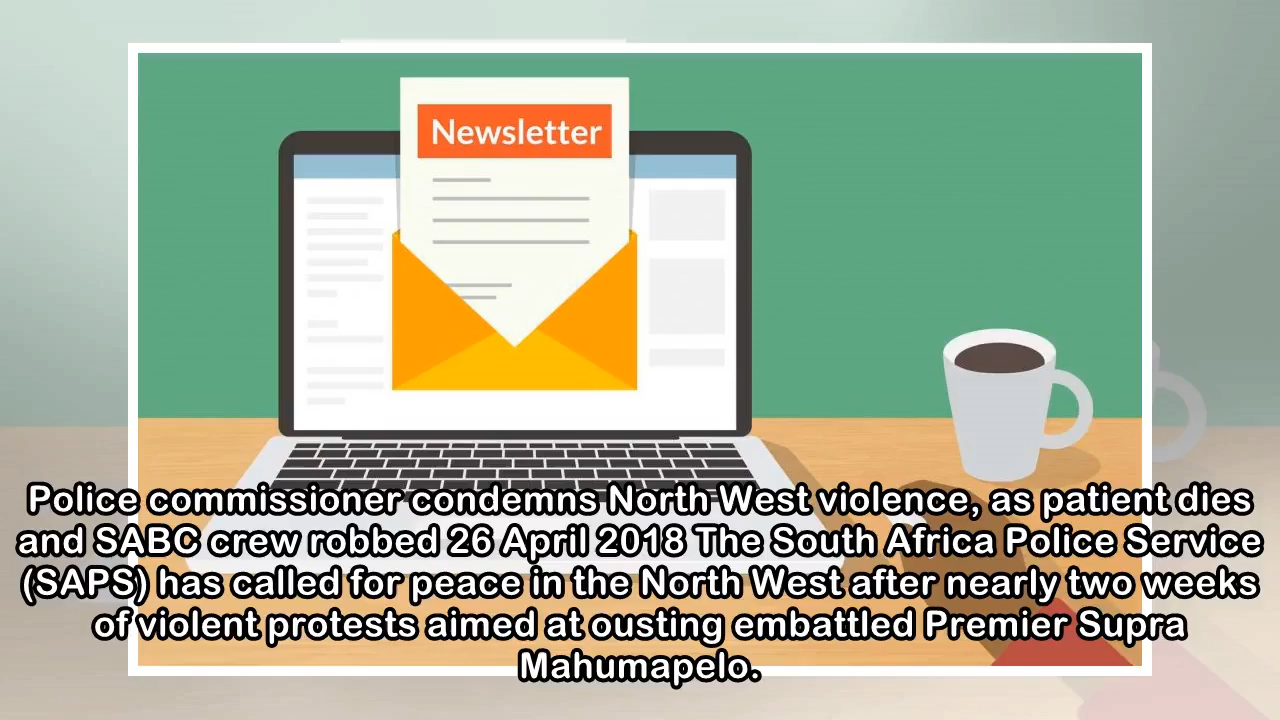 Newsletter
Police commissioner condemns North West violence, as patient dies
and SABC crew robbed 26 April 2018 The South Africa Police Service
(SAPS) has called for peace in the North West after nearly two weeks
of violent protests aimed at ousting embattled Premier Supra
Mahumapelo.